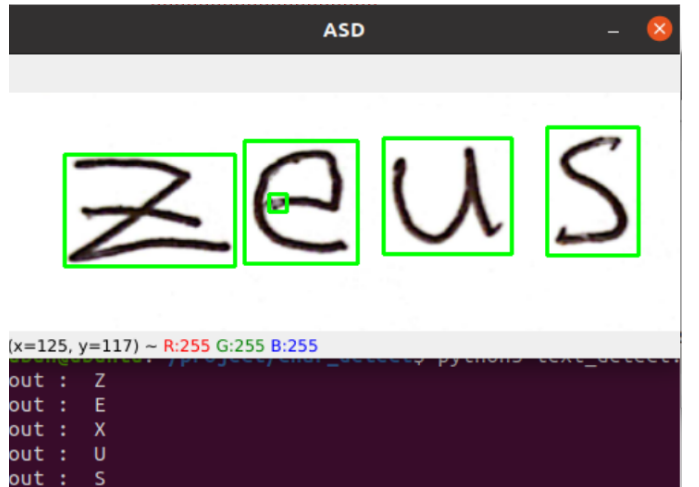 ASD
zeus
(x=125, y=117) ~ R:255 G:255 B:255
out : Z
out : E
out : X
out : U
out : S